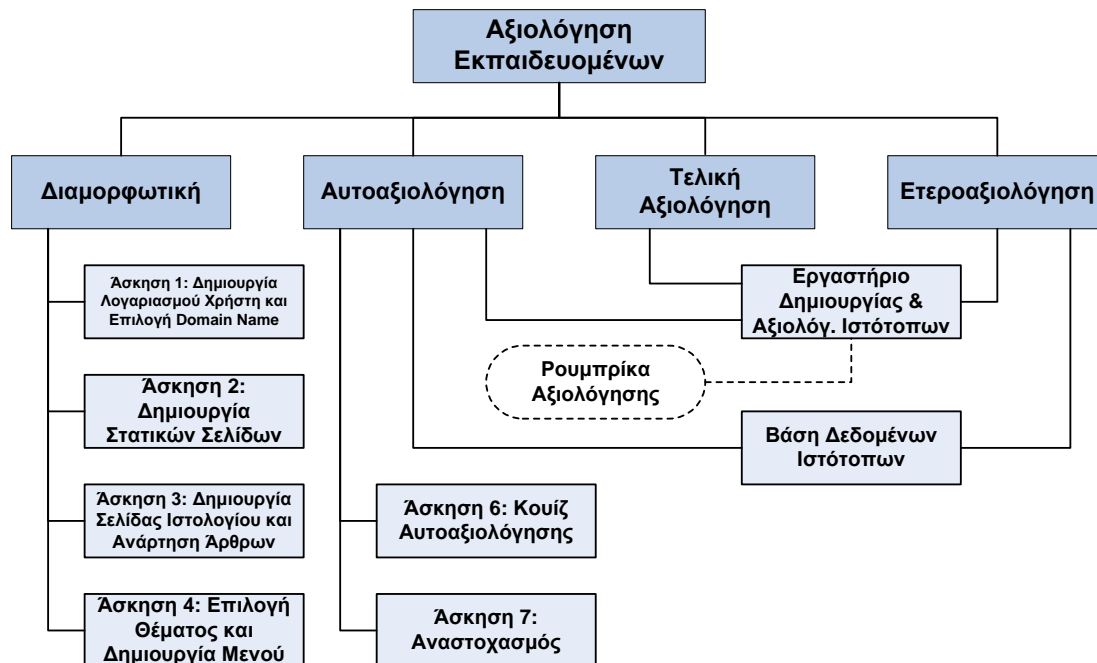 Αξιολόγηση
Εκπαιδευομένων
Διαμορφωτική
Αυτοαξιολόγηση
Τελική
Αξιολόγηση
Ετεροαξιολόγηση
Άσκηση 1: Δημιουργία
Λογαριασμού Χρήστη και
Επιλογή Domain Name
Εργαστήριο
Δημιουργίας &
Αξιολόγ. Ιστότοπων
Ρουμπρίκα
Αξιολόγησης
Άσκηση 2:
Δημιουργία
Στατικών Σελίδων
Βάση Δεδομένων
Ιστότοπων
Άσκηση 3: Δημιουργία
Σελίδας Ιστολογίου και
Ανάρτηση Άρθρων
Άσκηση 6: Κουίζ
Αυτοαξιολόγησης
Άσκηση 4: Επιλογή
Θέματος και
Δημιουργία Μενού
Άσκηση 7:
Αναστοχασμός